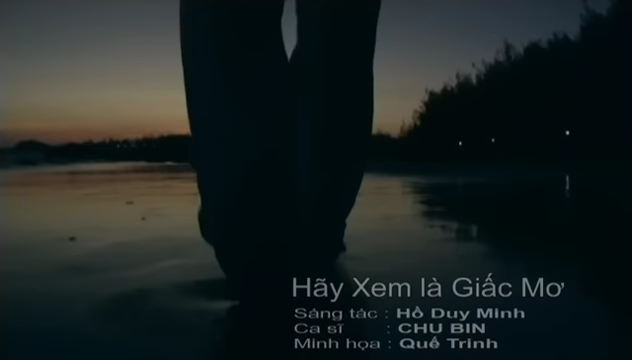 Hãy Xem là Giấc Mơ
Sáng tác : Hồ Duy Minh
Ca sĩ : CHU BIN
Minh họa : Quế Trinh